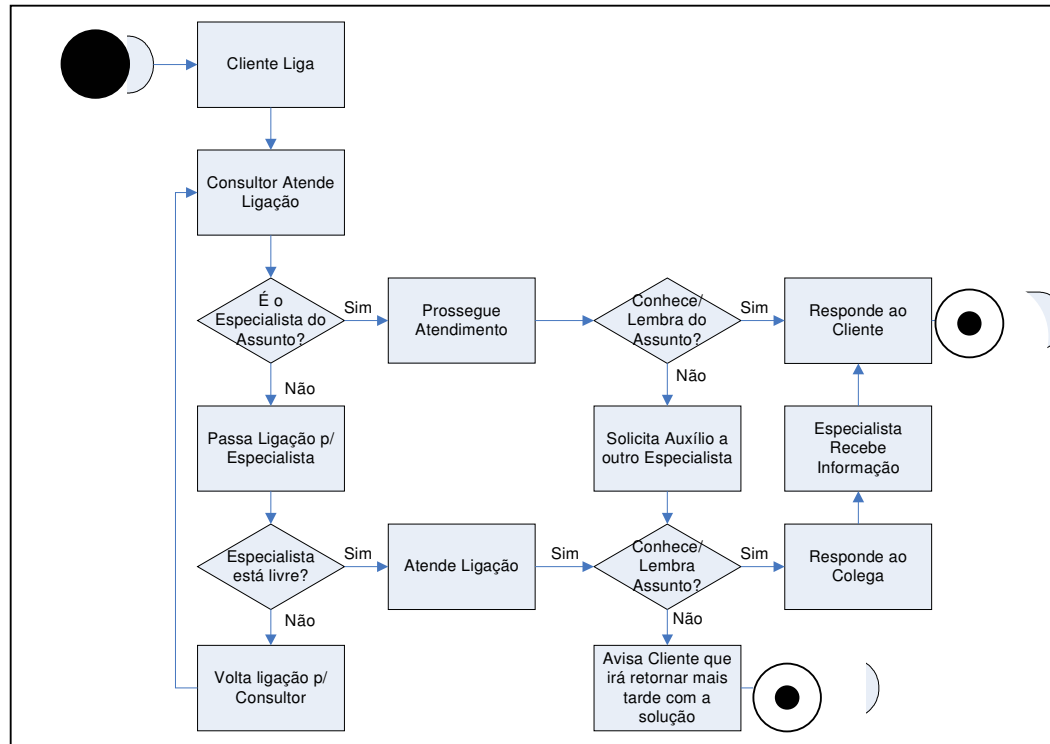 Cliente Liga
Consultor Atende
Ligação
É o
Especialista do
Assunto?
Sim
Prossegue
Atendimento
Conhece/
Lembra do
Assunto?
Sim
Responde ao
Cliente
Não
Não
Passa Ligação p/
Especialista
Solicita Auxílio a
outro Especialista
Especialista
Recebe
Informação
Especialista
está livre?
Sim
Atende Ligação
Sim
Conhece/
Lembra
Assunto?
Sim
Responde ao
Colega
Não
Não
Volta ligação p/
Consultor
Avisa Cliente que
irá retornar mais
tarde com a
solução